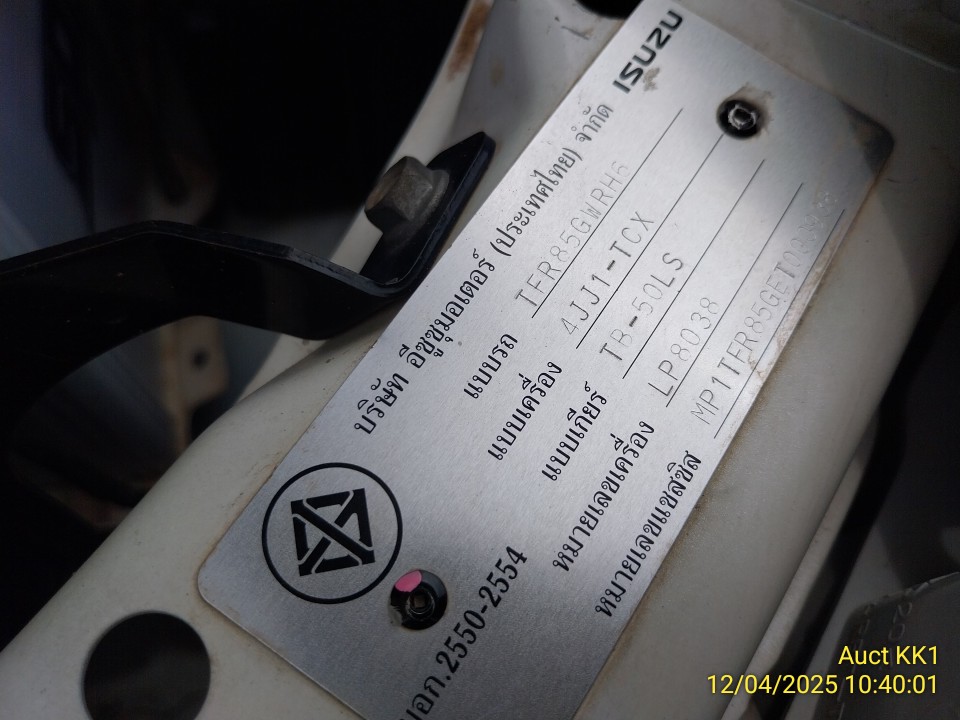 ISUZU
บริษัท อีซูซุมอเตอร์ (ประเทศไทย) จำกัด
แบบรถ TFR85GWRH5
แบบเครื่อง 4JJ1-TCX
แบบเกียร์ TB-50LS
หมายเลขเครื่อง LP8038
หมายเลขแชสซิส
มอก.2550-2554
Auct KK1
12/04/2025 10:40:01